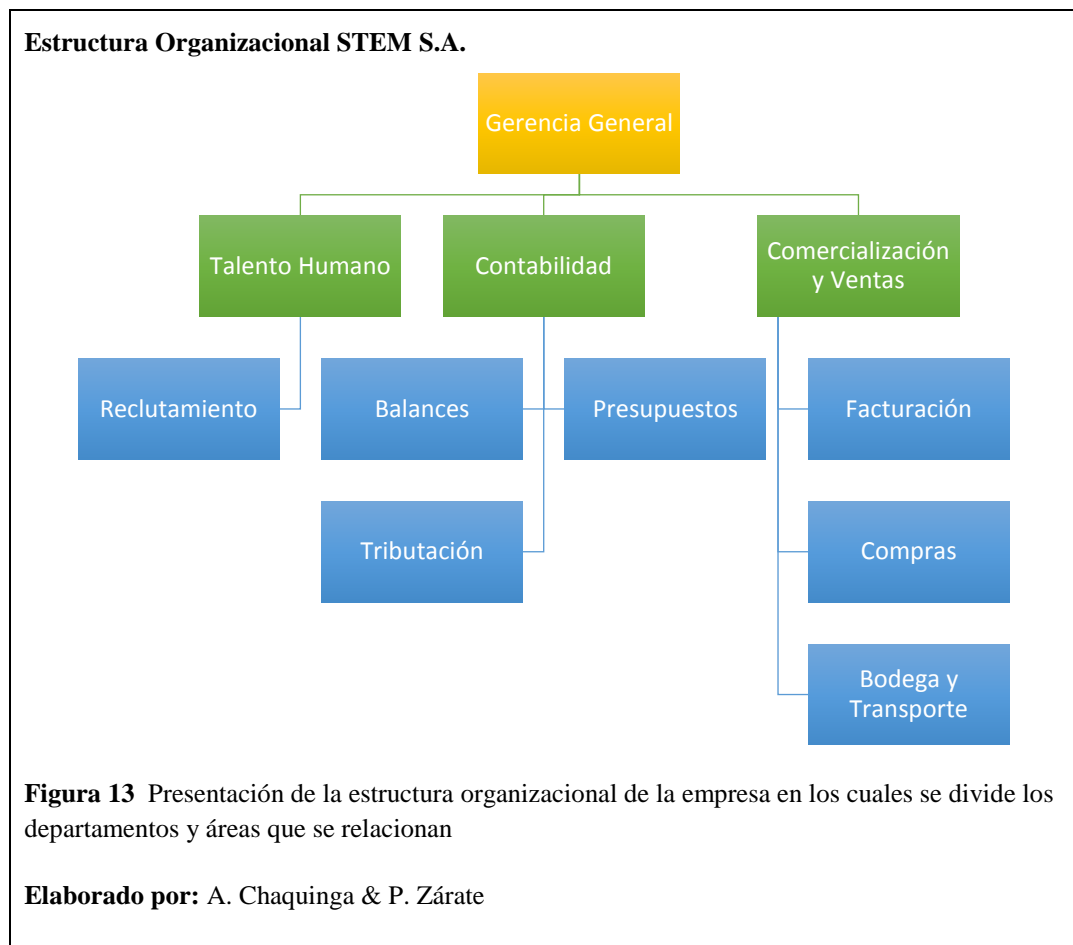 Estructura Organizacional STEM S.A.
Gerencia General
Talento Humano
Contabilidad
Comercialización
y Ventas
Reclutamiento
Balances
Presupuestos
Facturación
Tributación
Compras
Bodega y
Transporte
Figura 13 Presentación de la estructura organizacional de la empresa en los cuales se divide los
departamentos y áreas que se relacionan
Elaborado por: A. Chaquinga & P. Zárate